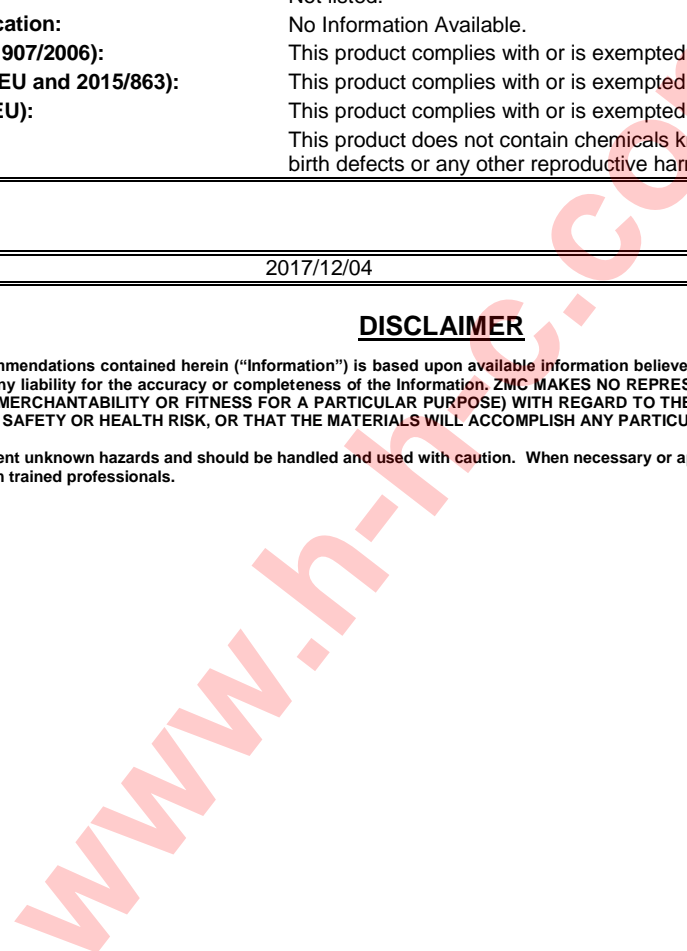 Not listed.
cation: No Information Available.
907/2006): This product complies with or is exempted
EU and 2015/863): This product complies with or is exempted
EU): This product complies with or is exempted
This product does not contain chemicals k
birth defects or any other reproductive har
2017/12/04
DISCLAIMER
mmendations contained herein (“Information”) is based upon available information believe
ny liability for the accuracy or completeness of the Information. ZMC MAKES NO REPRES
MERCHANTABILITY OR FITNESS FOR A PARTICULAR PURPOSE) WITH REGARD TO THE
SAFETY OR HEALTH RISK, OR THAT THE MATERIALS WILL ACCOMPLISH ANY PARTICU
ent unknown hazards and should be handled and used with caution. When necessary or a
n trained professionals.
www.h-h-c.co